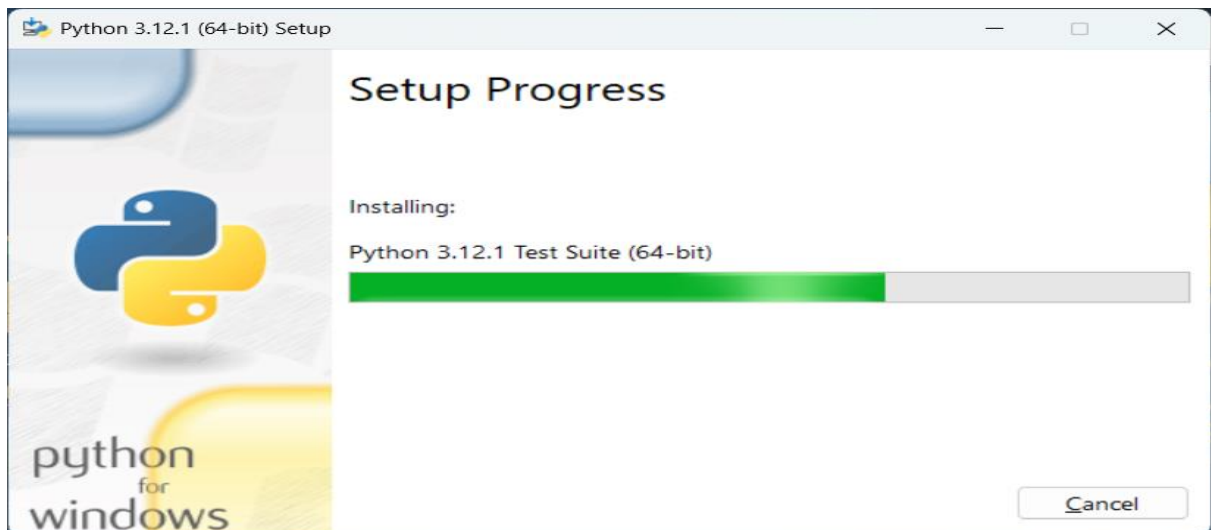 Python 3.12.1 (64-bit) Setup
Setup Progress
Installing:
Python 3.12.1 Test Suite (64-bit)
python
for
windows
Cancel